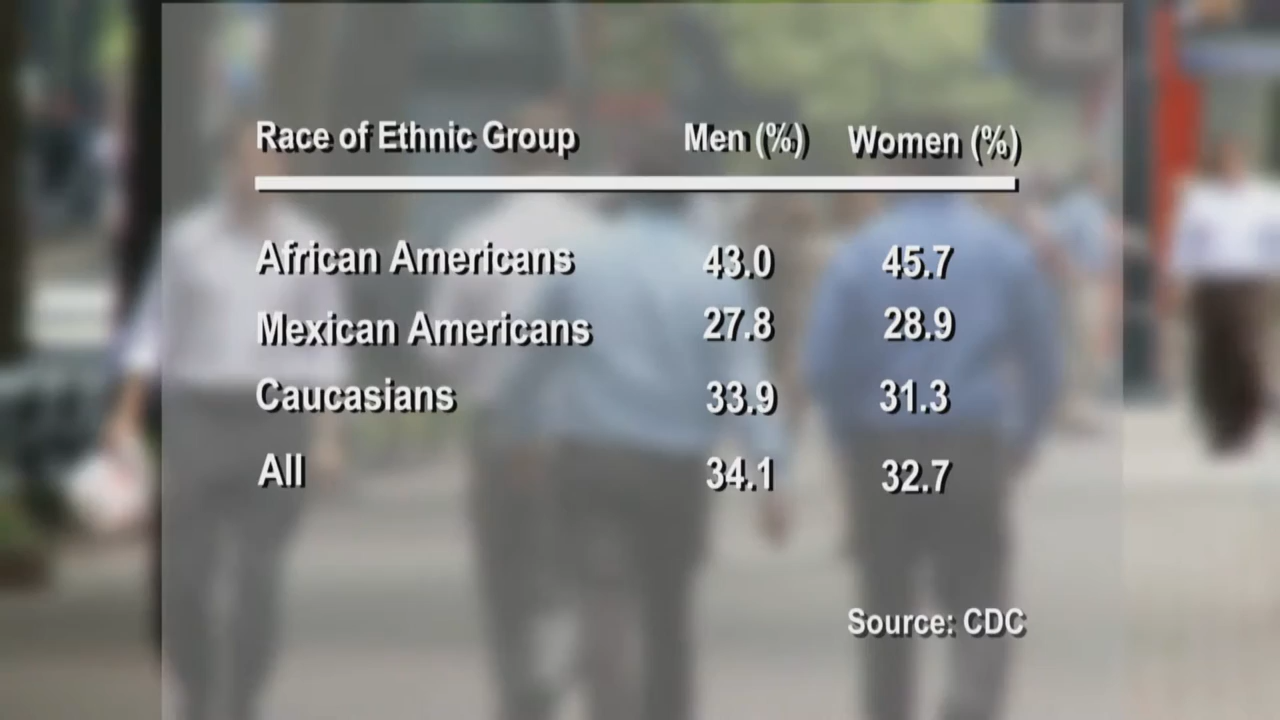 Race of Ethnic Group Men (%) Women (%)
African Americans 43.0 45.7
Mexican Americans 27.8 28.9
Caucasians 33.9 31.3
All 34.1 32.7
Source: CDC